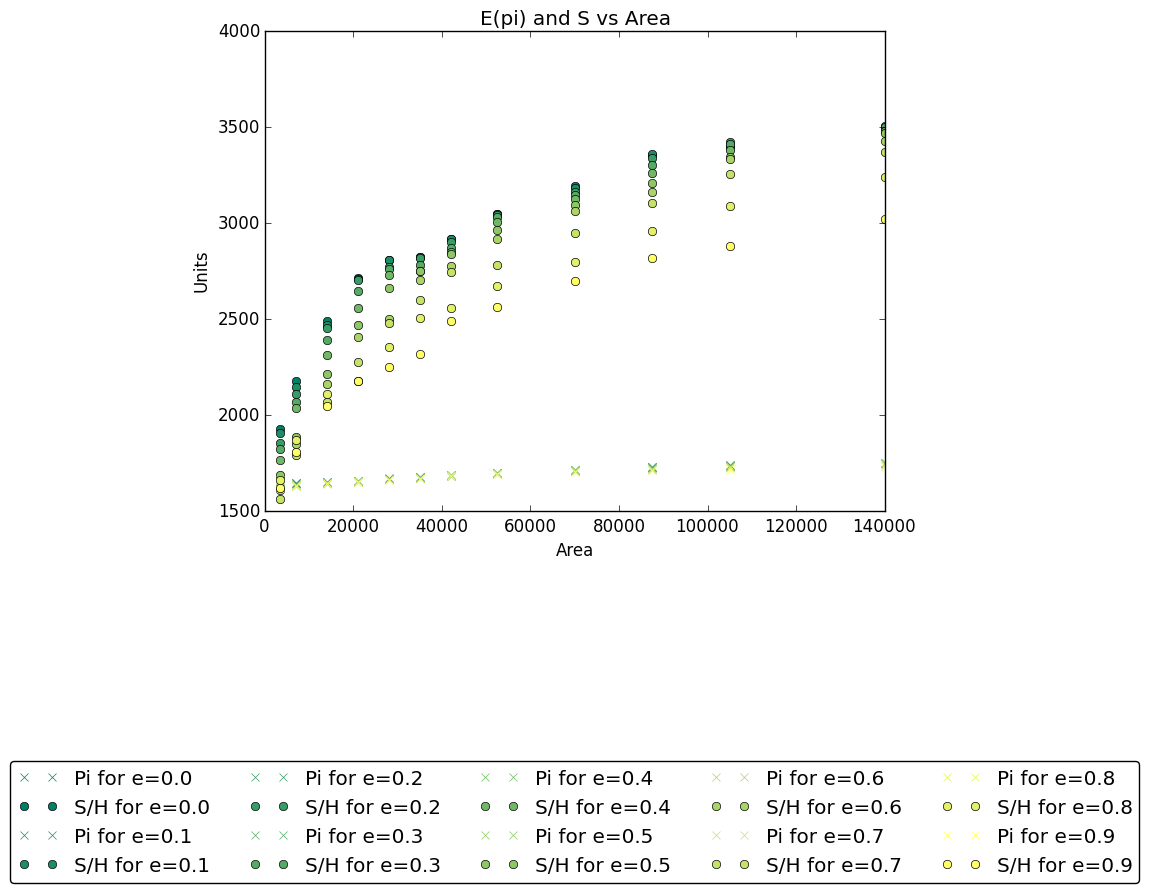 E(pi) and S vs Area
4000
3500
3000
2500
2000
1500
Units
0 20000 40000 60000 80000 100000 120000 140000
Area
Pi for e=0.0 Pi for e=0.2 Pi for e=0.4 Pi for e=0.6 Pi for e=0.8
S/H for e=0.0 S/H for e=0.2 S/H for e=0.4 S/H for e=0.6 S/H for e=0.8
Pi for e=0.1 Pi for e=0.3 Pi for e=0.5 Pi for e=0.7 Pi for e=0.9
S/H for e=0.1 S/H for e=0.3 S/H for e=0.5 S/H for e=0.7 S/H for e=0.9